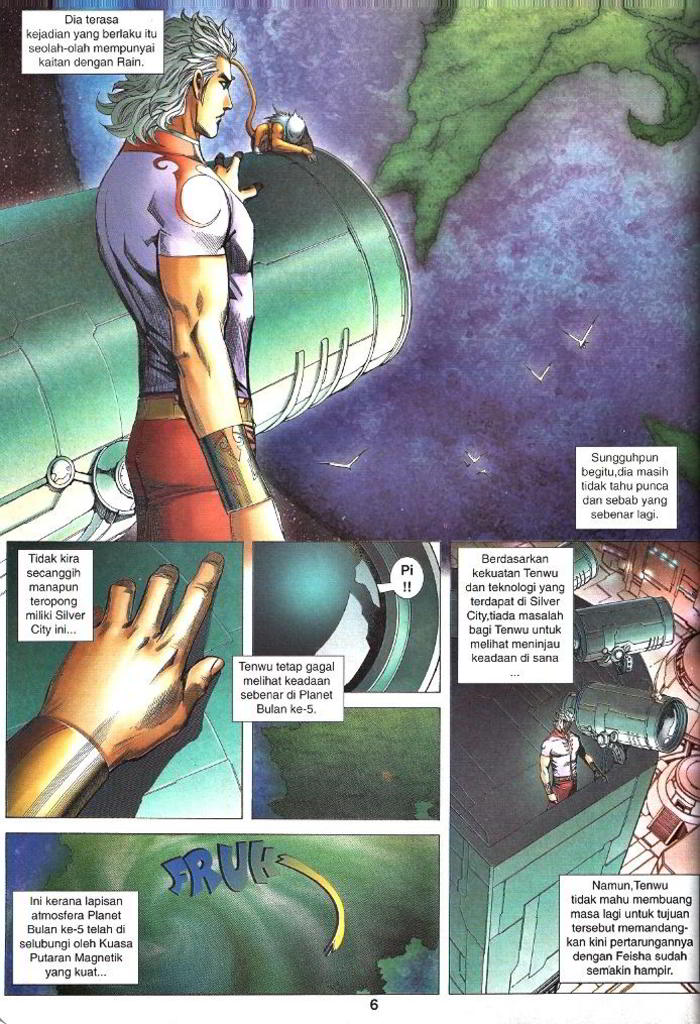 Dia terasa
kejadian yang berlaku itu
seolah-olah mempunyai
kaitan dengan Rain.
Sungguhpun
begitu,dia masih
tidak tahu punca
dan sebab yang
sebenar lagi.
Tidak kira
secanggih
manapun
teropong
miliki Silver
City ini...
Pi
!!
Tenwu tetap gagal
melihat keadaan
sebenar di Planet
Bulan ke-5.
Berdasarkan
kekuatan Tenwu
dan teknologi yang
terdapat di Silver
City,tiada masalah
bagi Tenwu untuk
melihat meninjau
keadaan di sana
...
FRUH
Ini kerana lapisan
atmosfera Planet
Bulan ke-5 telah di
selubungi oleh Kuasa
Putaran Magnetik
yang kuat...
Namun,Tenwu
tidak mahu membuang
masa lagi untuk tujuan
tersebut memandang-
kan kini pertarungannya
dengan Feisha sudah
semakin hampir.
6